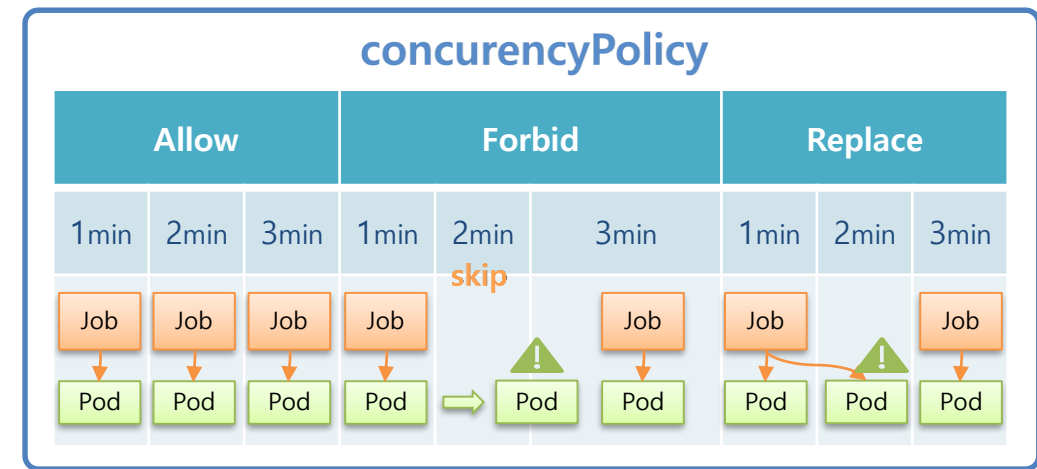 concurencyPolicy
Allow Forbid Replace
1min 2min 3min 1min 2min 3min 1min 2min 3min
skip
Job Job Job Job Job Job Job
Pod Pod Pod Pod Pod Pod Pod Pod Pod